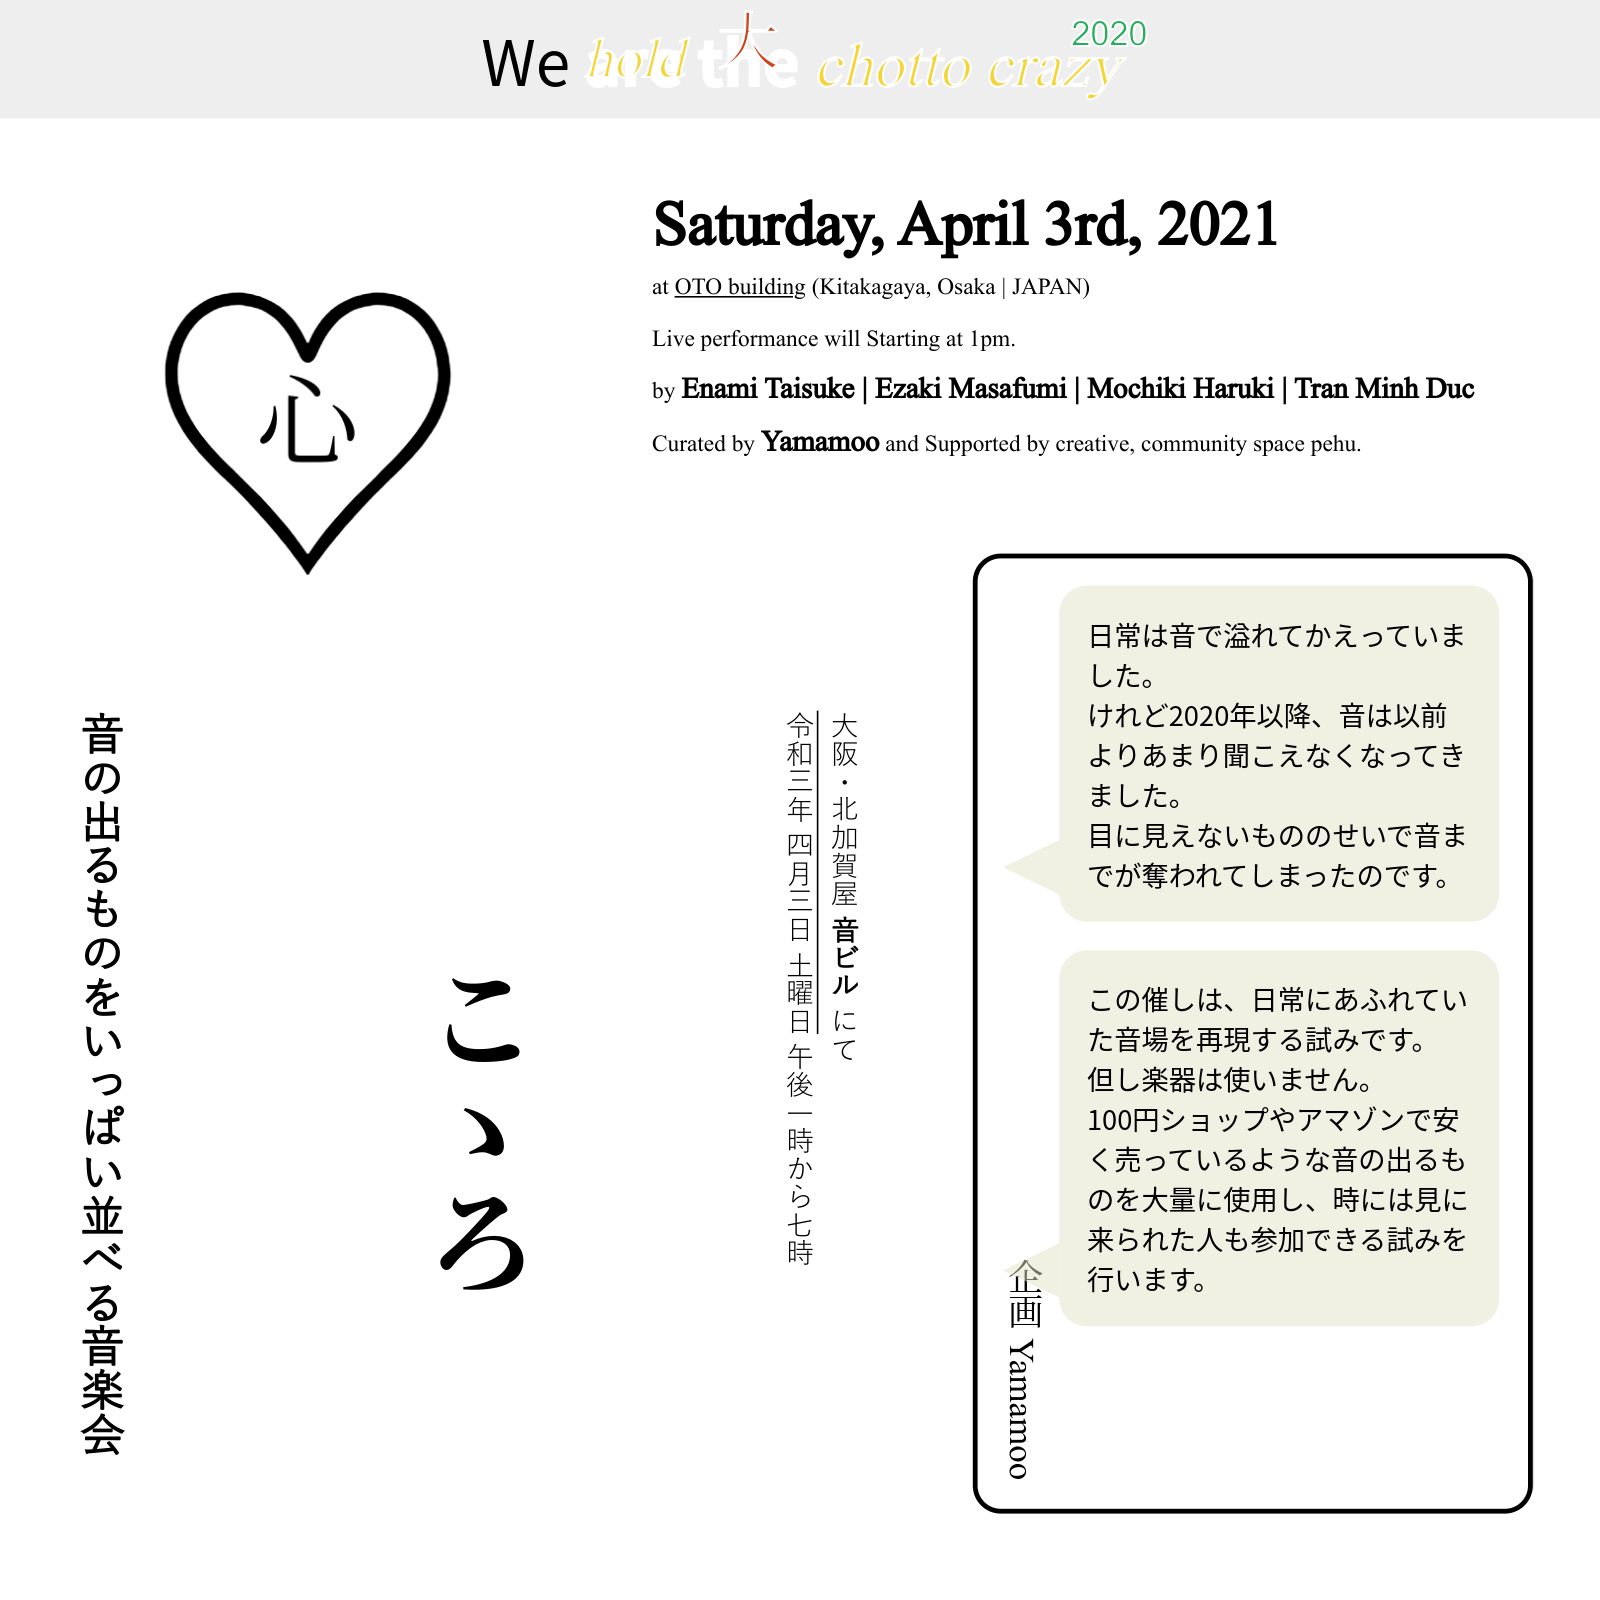 We are the
hold 大 chotto crazy
2020
Saturday, April 3rd, 2021
at OTO building (Kitakagaya, Osaka | JAPAN)
Live performance will Starting at 1pm.
by Enami Taisuke | Ezaki Masafumi | Mochiki Haruki | Tran Minh Duc
Curated by Yamamoo and Supported by creative, community space pehu.
心
音の出るものをいっぱい並べる音楽会
こゝろ
大阪・北加賀屋 音ビル にて
令和三年 四月三日 土曜日 午後一時から七時
日常は音で溢れてかえっていま
した。
けれど2020年以降、音は以前
よりあまり聞こえなくなってき
ました。
目に見えないもののせいで音ま
でが奪われてしまったのです。
この催しは、日常にあふれてい
た音場を再現する試みです。
但し楽器は使いません。
100円ショップやアマゾンで安
く売っているような音の出るも
のを大量に使用し、時には見に
来られた人も参加できる試みを
行います。
企画 Yamamoo